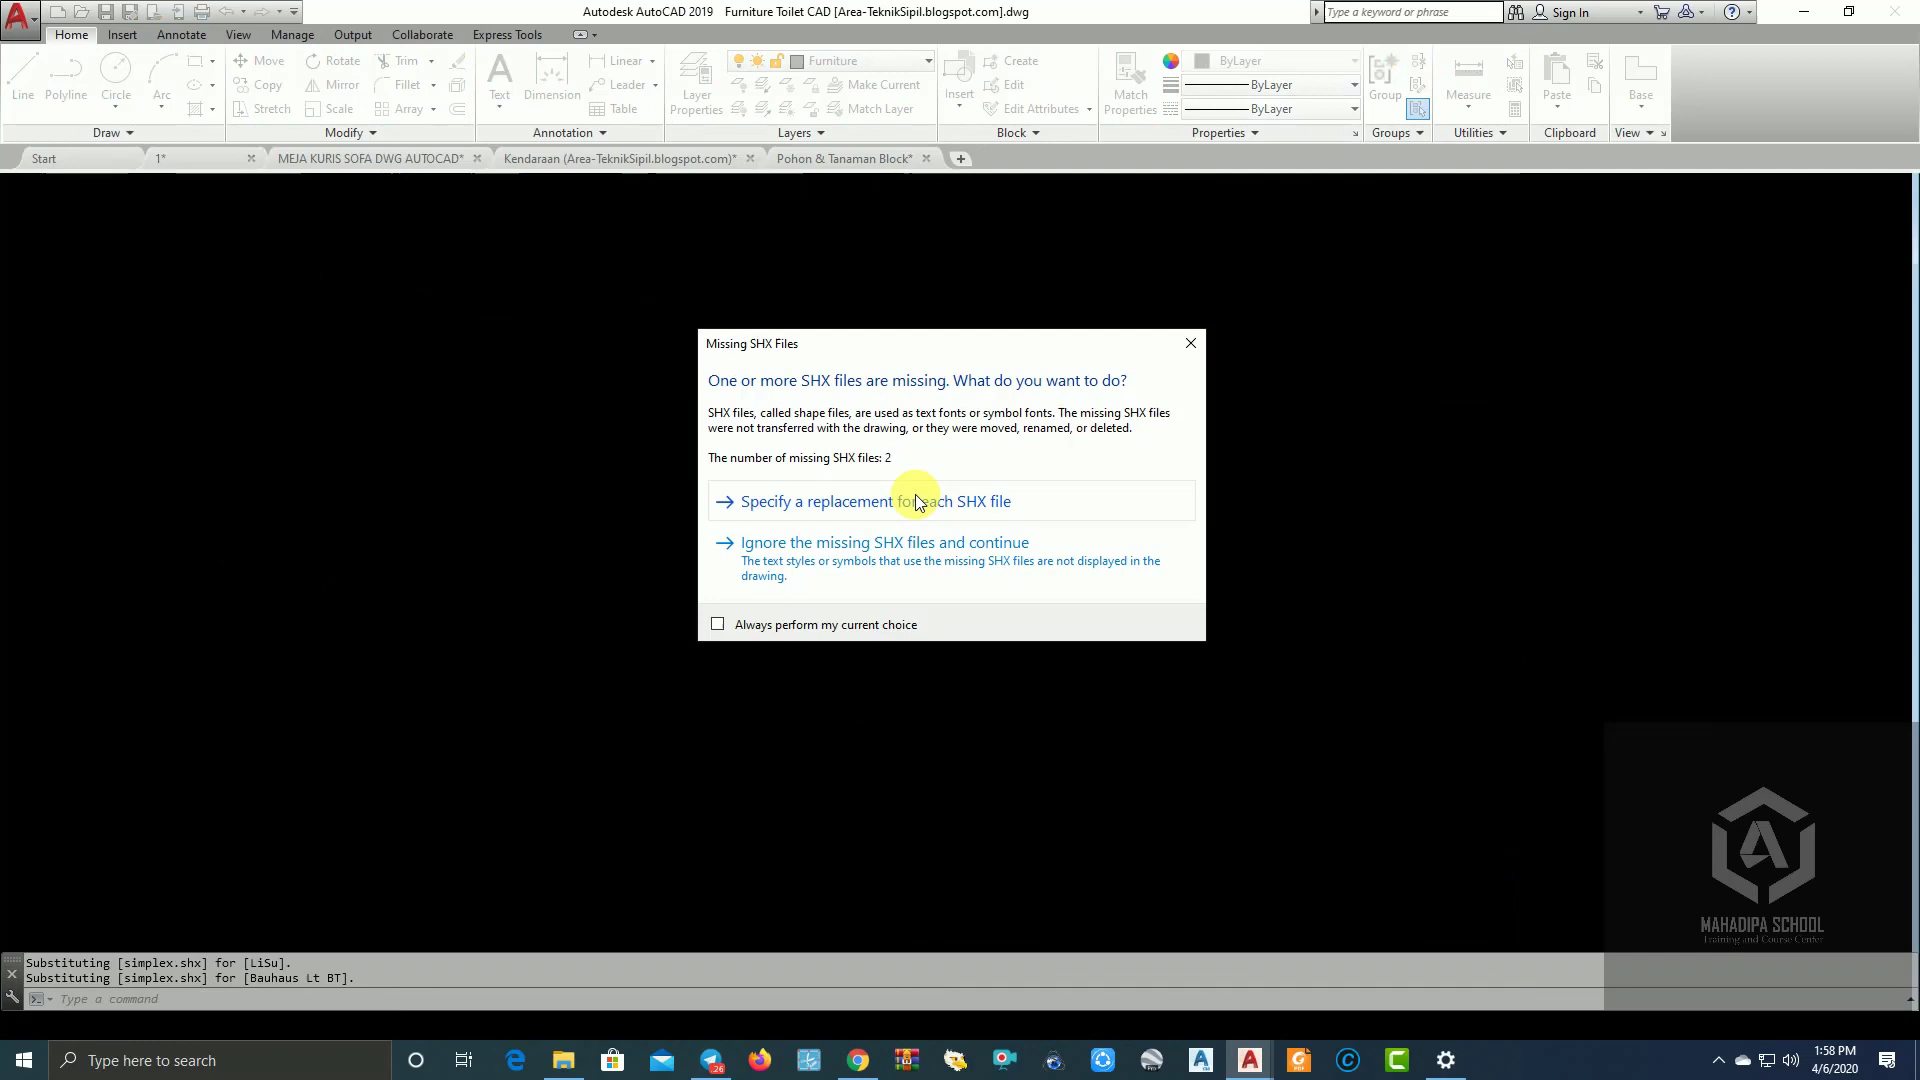 Autodesk AutoCAD 2019 Furniture Toilet CAD [Area-TeknikSipil.blogspot.com].dwg
Type a keyword or phrase
Sign In
Home Insert Annotate View Manage Output Collaborate Express Tools
Line
Polyline
Circle
Arc
Move
Copy
Stretch
Rotate
Mirror
Scale
Trim
Fillet
Array
Text
Dimension
Linear
Leader
Table
Layer
Properties
Furniture
Make Current
Match Layer
Insert
Create
Edit
Edit Attributes
Match
Properties
ByLayer
ByLayer
ByLayer
Group
Measure
Paste
Base
Draw Modify Annotation Layers Block Properties Groups Utilities Clipboard View
Start 1* MEJA KURIS SOFA DWG AUTOCAD* Kendaraan (Area-TeknikSipil.blogspot.com)* Pohon & Tanaman Block*
Missing SHX Files
One or more SHX files are missing. What do you want to do?
SHX files, called shape files, are used as text fonts or symbol fonts. The missing SHX files
were not transferred with the drawing, or they were moved, renamed, or deleted.
The number of missing SHX files: 2
Specify a replacement for each SHX file
Ignore the missing SHX files and continue
The text styles or symbols that use the missing SHX files are not displayed in the
drawing.
Always perform my current choice
MAHADIPA SCHOOL
Training and Course Center
Substituting [simplex.shx] for [LiSu].
Substituting [simplex.shx] for [Bauhaus Lt BT].
Type a command
Type here to search
26
1:58 PM
4/6/2020